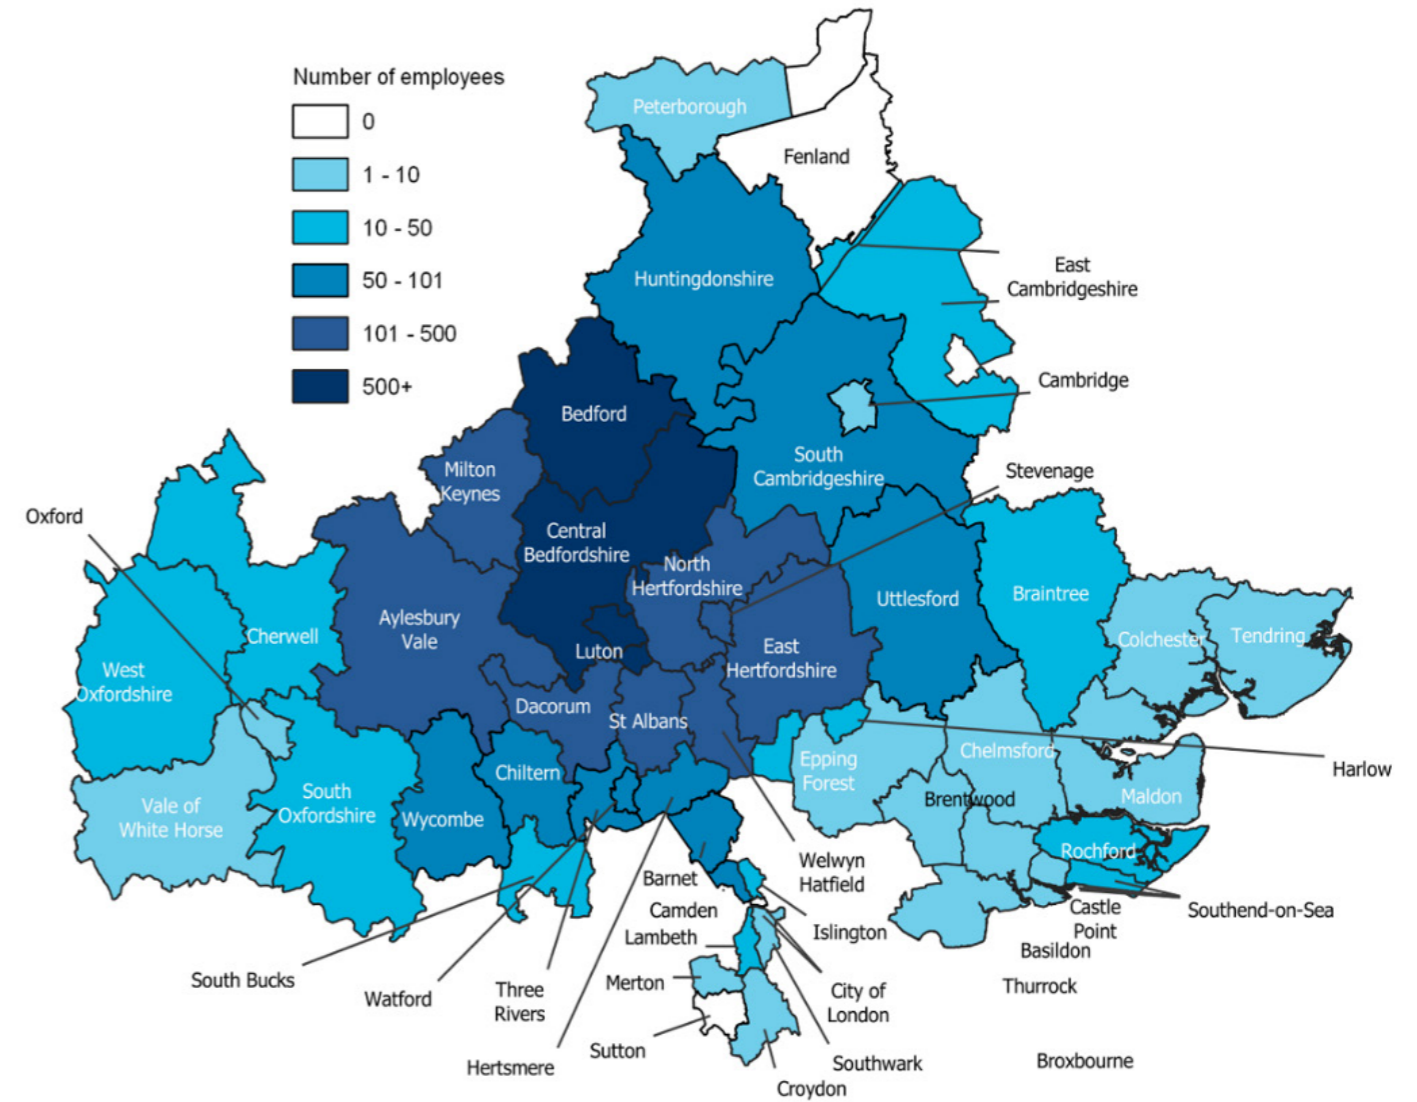 Number of employees
0
1 - 10
10 - 50
50 - 101
101 - 500
500+
Peterborough
Fenland
Huntingdonshire
East
Cambridgeshire
Cambridge
Bedford
South
Cambridgeshire
Stevenage
Milton
Keynes
Oxford
Central
Bedfordshire
North
Hertfordshire
Uttlesford
Braintree
Aylesbury
Vale
Cherwell
Luton
East
Hertfordshire
Colchester
Tendring
West
Oxfordshire
Dacorum
St Albans
Chiltern
Epping
Forest
Chelmsford
Harlow
Vale of
White Horse
South
Oxfordshire
Wycombe
Brentwood
Maldon
Rochford
Welwyn
Hatfield
Barnet
Camden
Lambeth
Islington
Castle
Point
Southend-on-Sea
Basildon
South Bucks
Watford
Three
Rivers
Merton
City of
London
Thurrock
Hertsmere
Sutton
Southwark
Croydon
Broxbourne